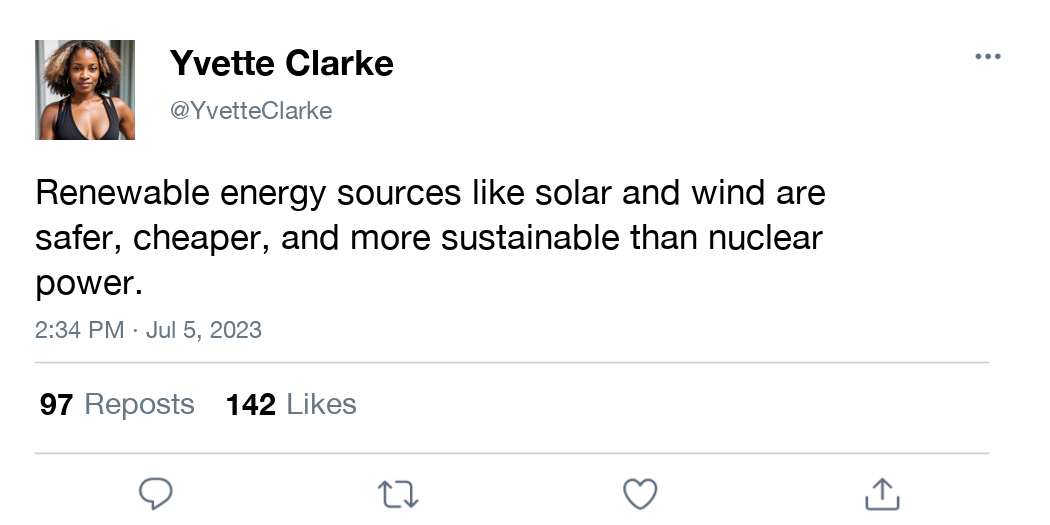 Yvette Clarke
@YvetteClarke
Renewable energy sources like solar and wind are
safer, cheaper, and more sustainable than nuclear
power.
2:34 PM · Jul 5, 2023
97 Reposts 142 Likes